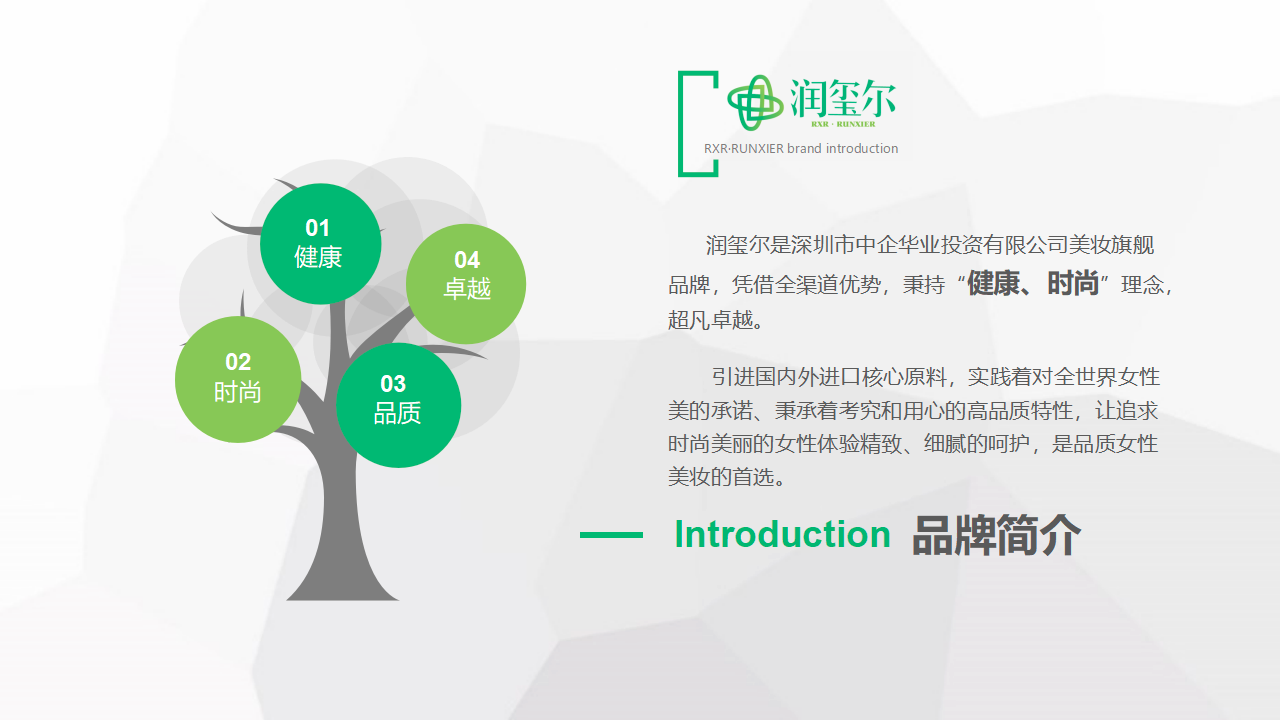 润玺尔
RXR · RUNXIER
RXR·RUNXIER brand introduction
01
健康
04
卓越
02
时尚
03
品质
润玺尔是深圳市中企华业投资有限公司美妆旗舰
品牌，凭借全渠道优势，秉持“健康、时尚”理念，
超凡卓越。
引进国内外进口核心原料，实践着对全世界女性
美的承诺、秉承着考究和用心的高品质特性，让追求
时尚美丽的女性体验精致、细腻的呵护，是品质女性
美妆的首选。
Introduction 品牌简介